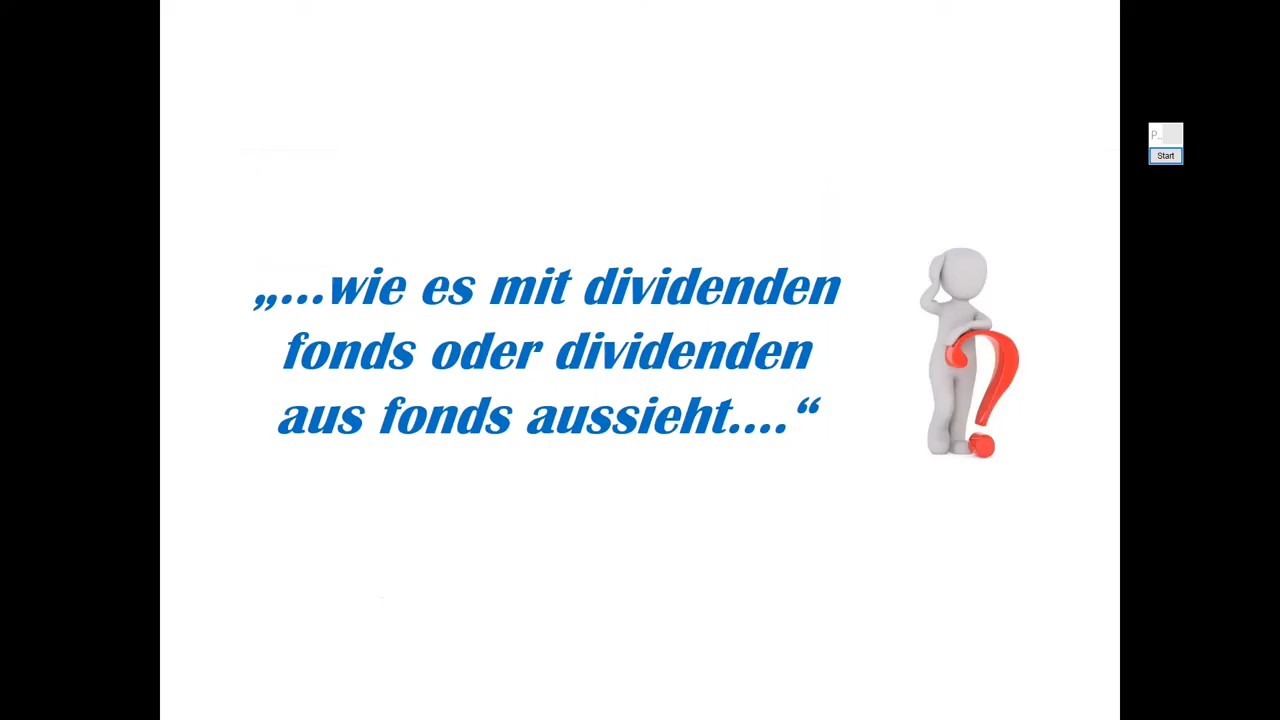 „...wie es mit dividenden
fonds oder dividenden
aus fonds aussieht....“
P..
Start